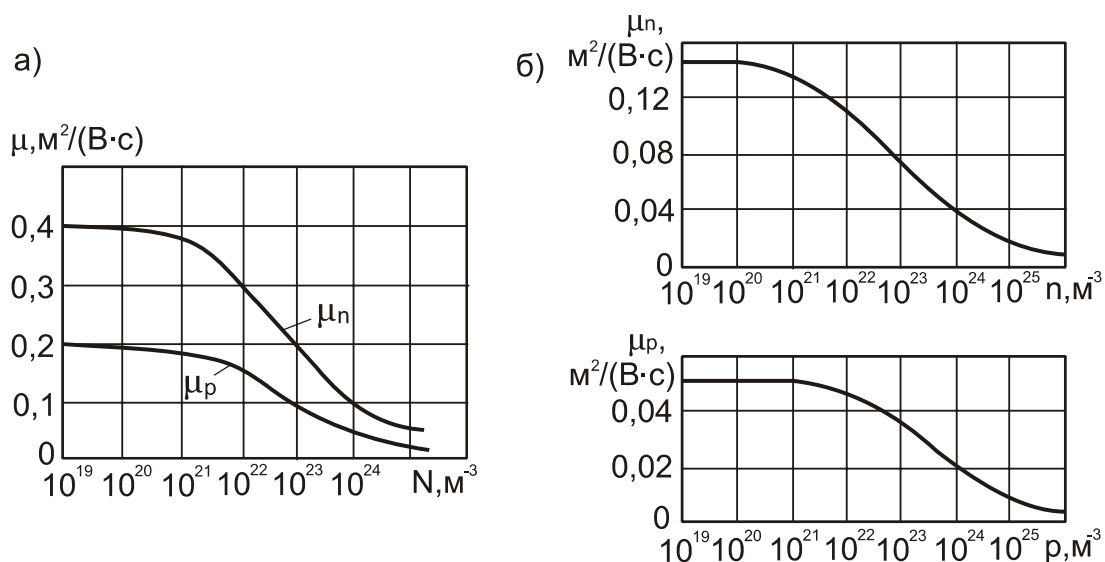 а)
μ,м²/(В·с)
0,4
0,3
0,2
0,1
0
μn
μp
10¹⁹ 10²⁰ 10²¹ 10²² 10²³ 10²⁴ N,м⁻³
б)
μn,
м²/(В·с)
0,12
0,08
0,04
0
10¹⁹ 10²⁰ 10²¹ 10²² 10²³ 10²⁴ 10²⁵ n,м⁻³
μp,
м²/(В·с)
0,04
0,02
0
10¹⁹ 10²⁰ 10²¹ 10²² 10²³ 10²⁴ 10²⁵ p,м⁻³